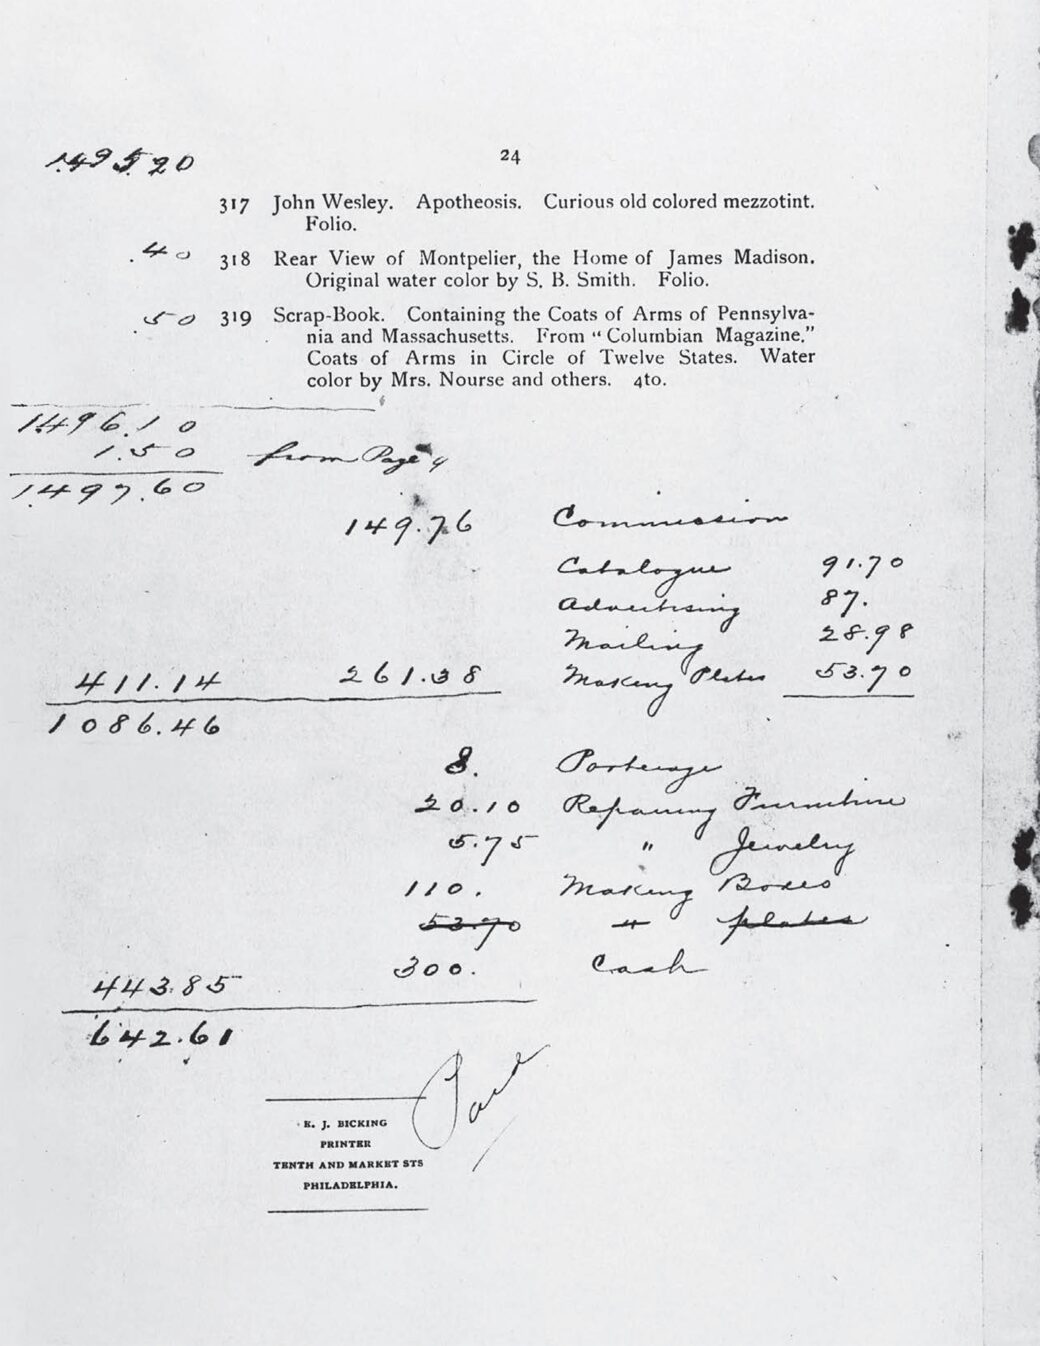 1495.20
24
317 John Wesley. Apotheosis. Curious old colored mezzotint.
Folio.
.40 318 Rear View of Montpelier, the Home of James Madison.
Original water color by S. B. Smith. Folio.
.50 319 Scrap-Book. Containing the Coats of Arms of Pennsylva-
nia and Massachusetts. From “Columbian Magazine.”
Coats of Arms in Circle of Twelve States. Water
color by Mrs. Nourse and others. 4to.
1496.10
1.50 from Page 4
1497.60
149.76 Commission
Catalogue 91.70
Advertising 87.
Mailing 28.98
411.14 261.38 Making Plates 53.70
1086.46
8. Porterage
20.10 Repairing Furniture
5.75 " Jewelry
110. Making Boxes
53.70 " plates
300. Cash
443.85
642.61
Paid
E. J. BICKING
PRINTER
TENTH AND MARKET STS
PHILADELPHIA.